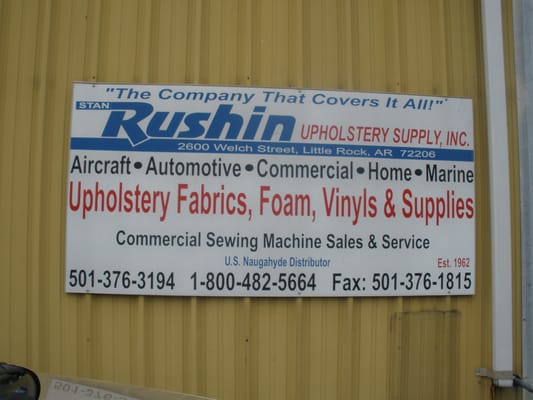 "The Company That Covers It All!"
STAN
Rushin UPHOLSTERY SUPPLY, INC.
2600 Welch Street, Little Rock, AR 72206
Aircraft • Automotive • Commercial • Home • Marine
Upholstery Fabrics, Foam, Vinyls & Supplies
Commercial Sewing Machine Sales & Service
U.S. Naugahyde Distributor Est. 1962
501-376-3194 1-800-482-5664 Fax: 501-376-1815